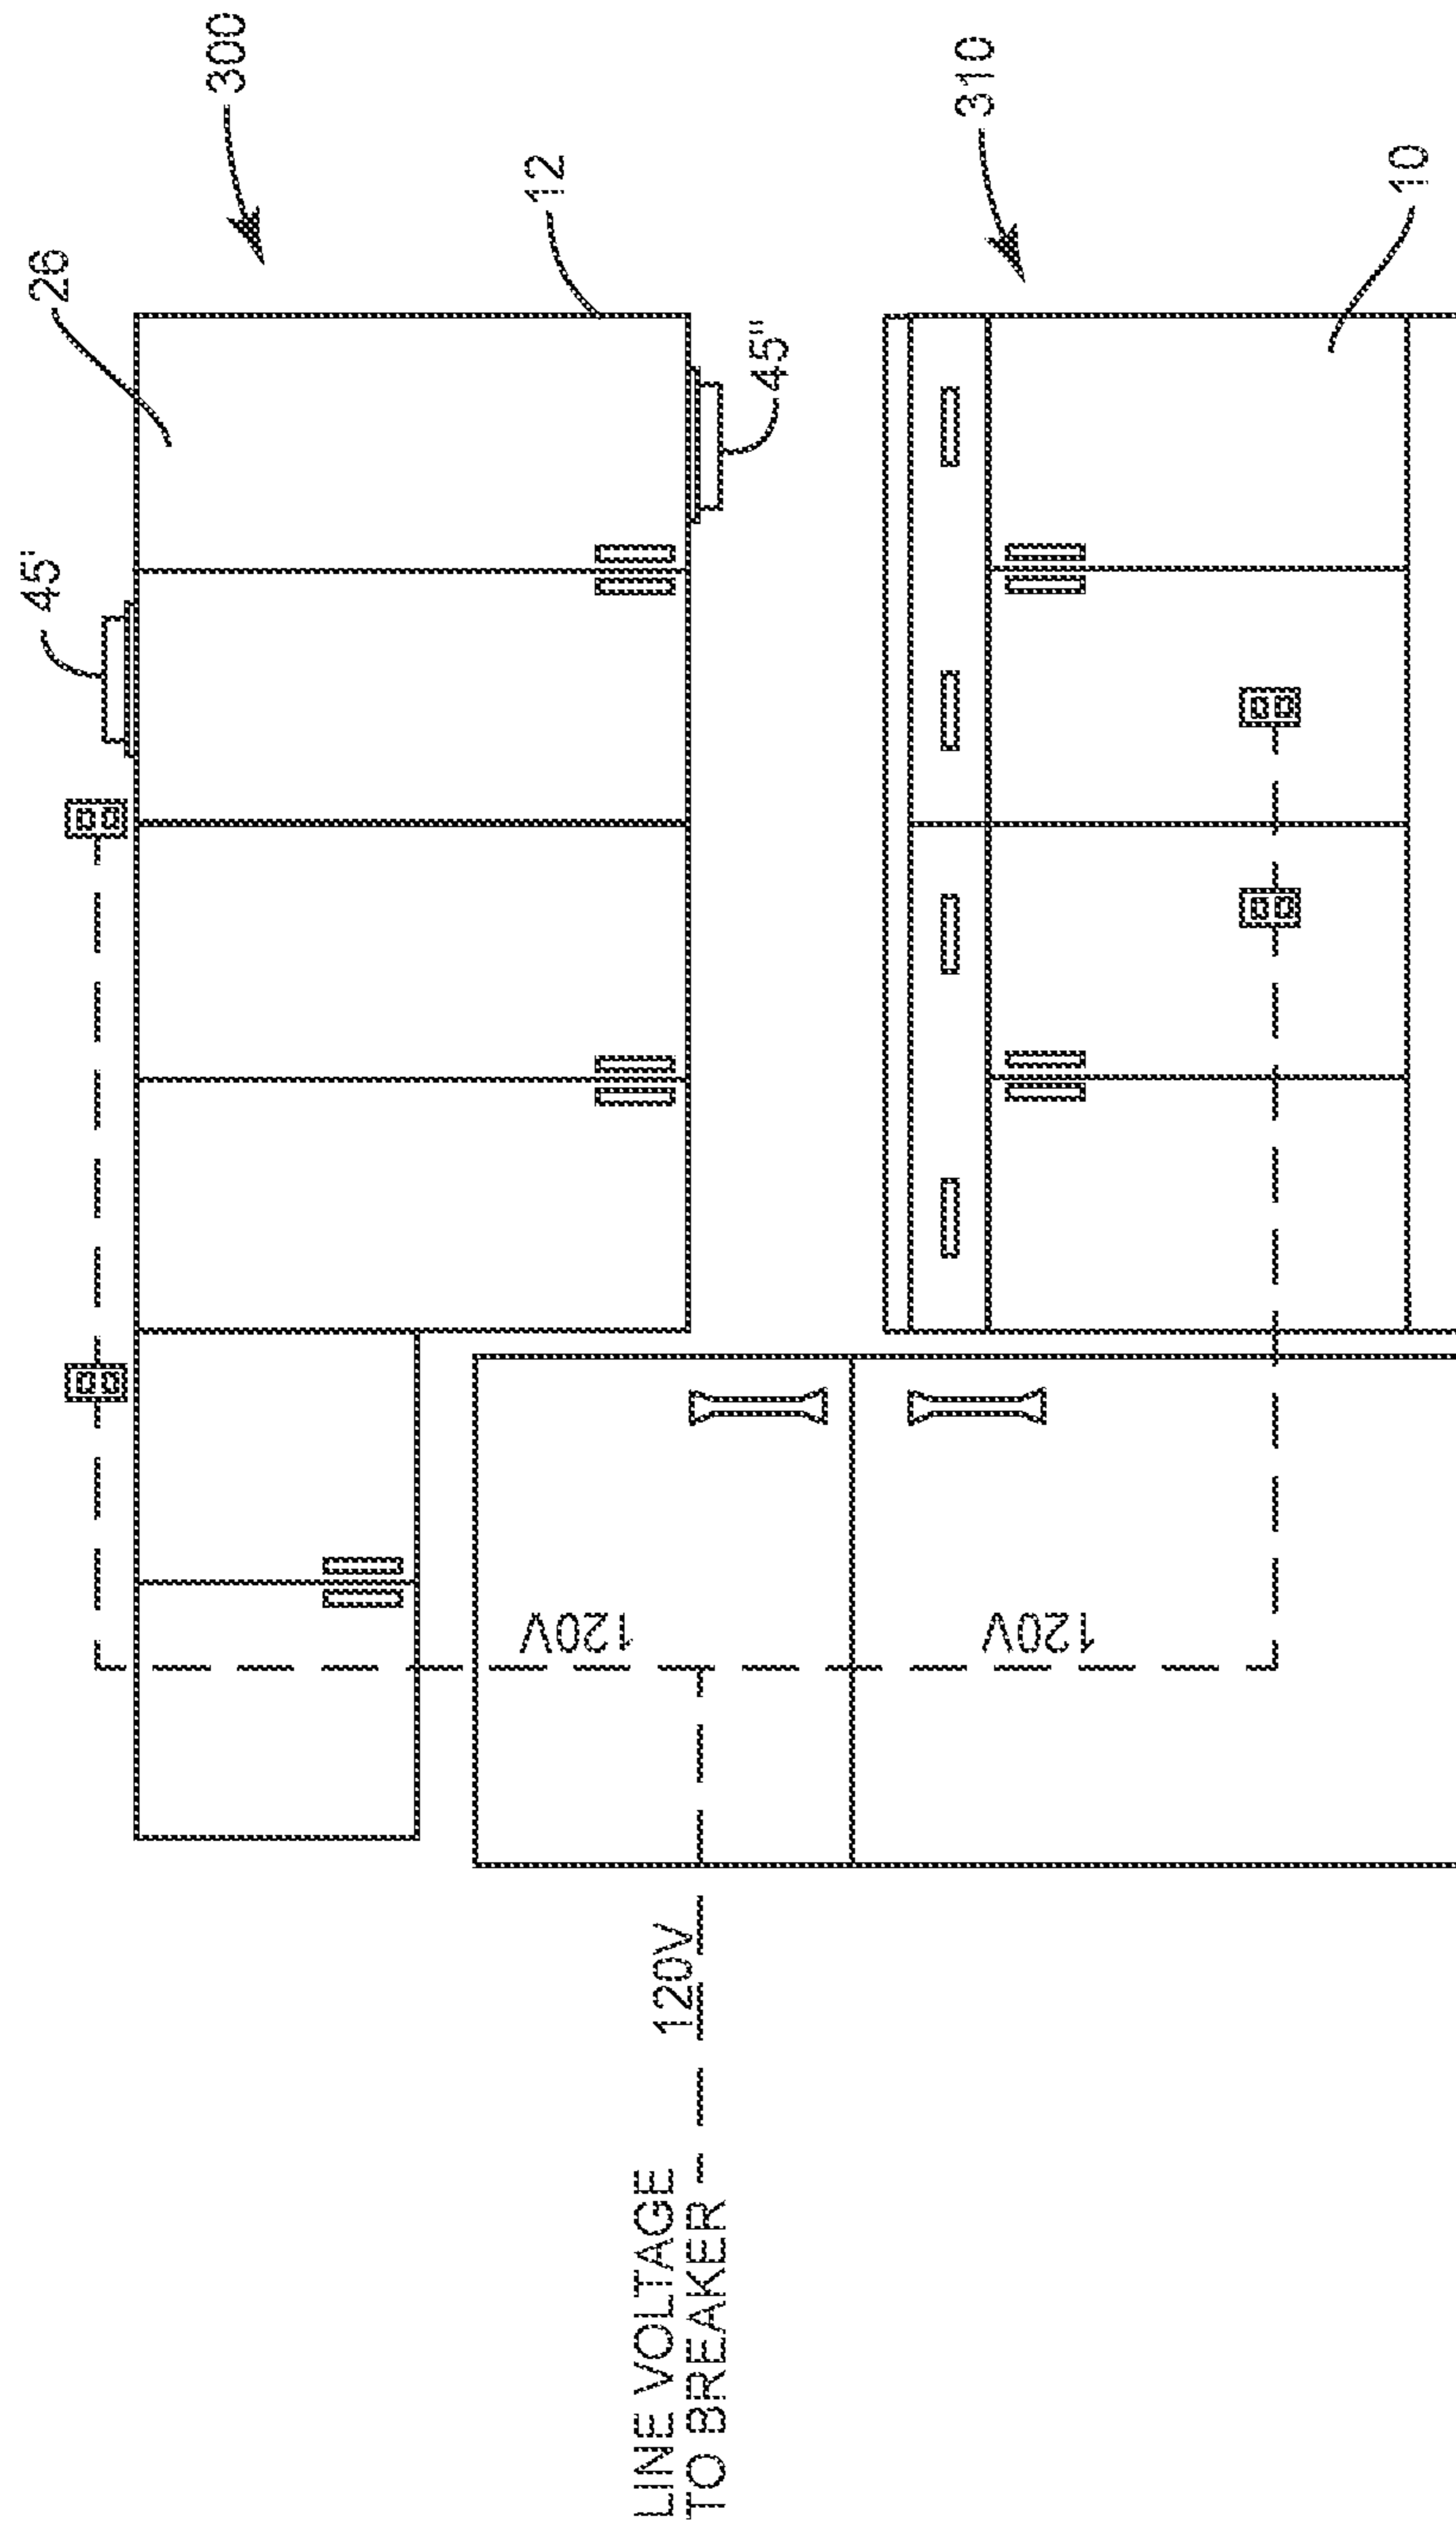 300
26
12
45'
45"
310
10
120V
120V
120V
LINE VOLTAGE
TO BREAKER